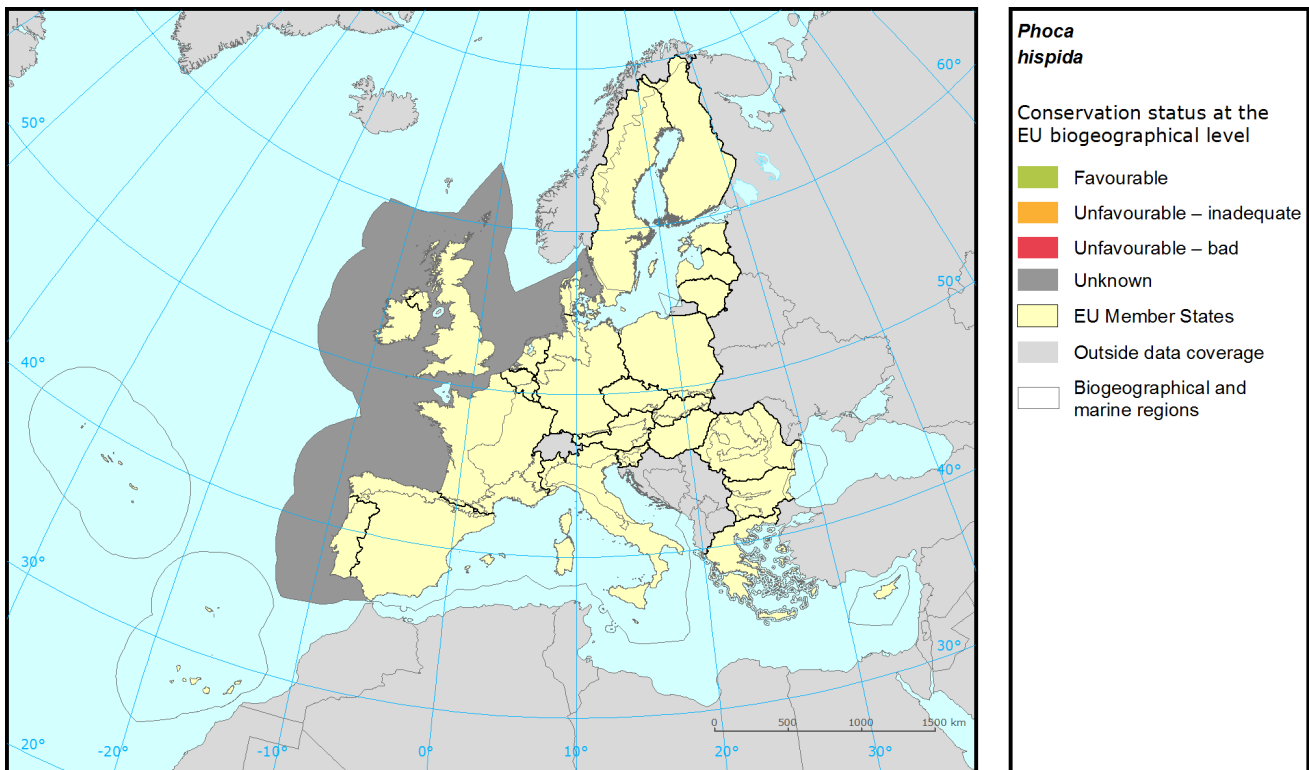 Phoca
hispida
Conservation status at the
EU biogeographical level
Favourable
Unfavourable – inadequate
Unfavourable – bad
Unknown
EU Member States
Outside data coverage
Biogeographical and
marine regions
60°
50°
50°
40°
40°
30°
30°
20°
-20°
-10°
0°
10°
20°
30°
0
500
1000
1500 km